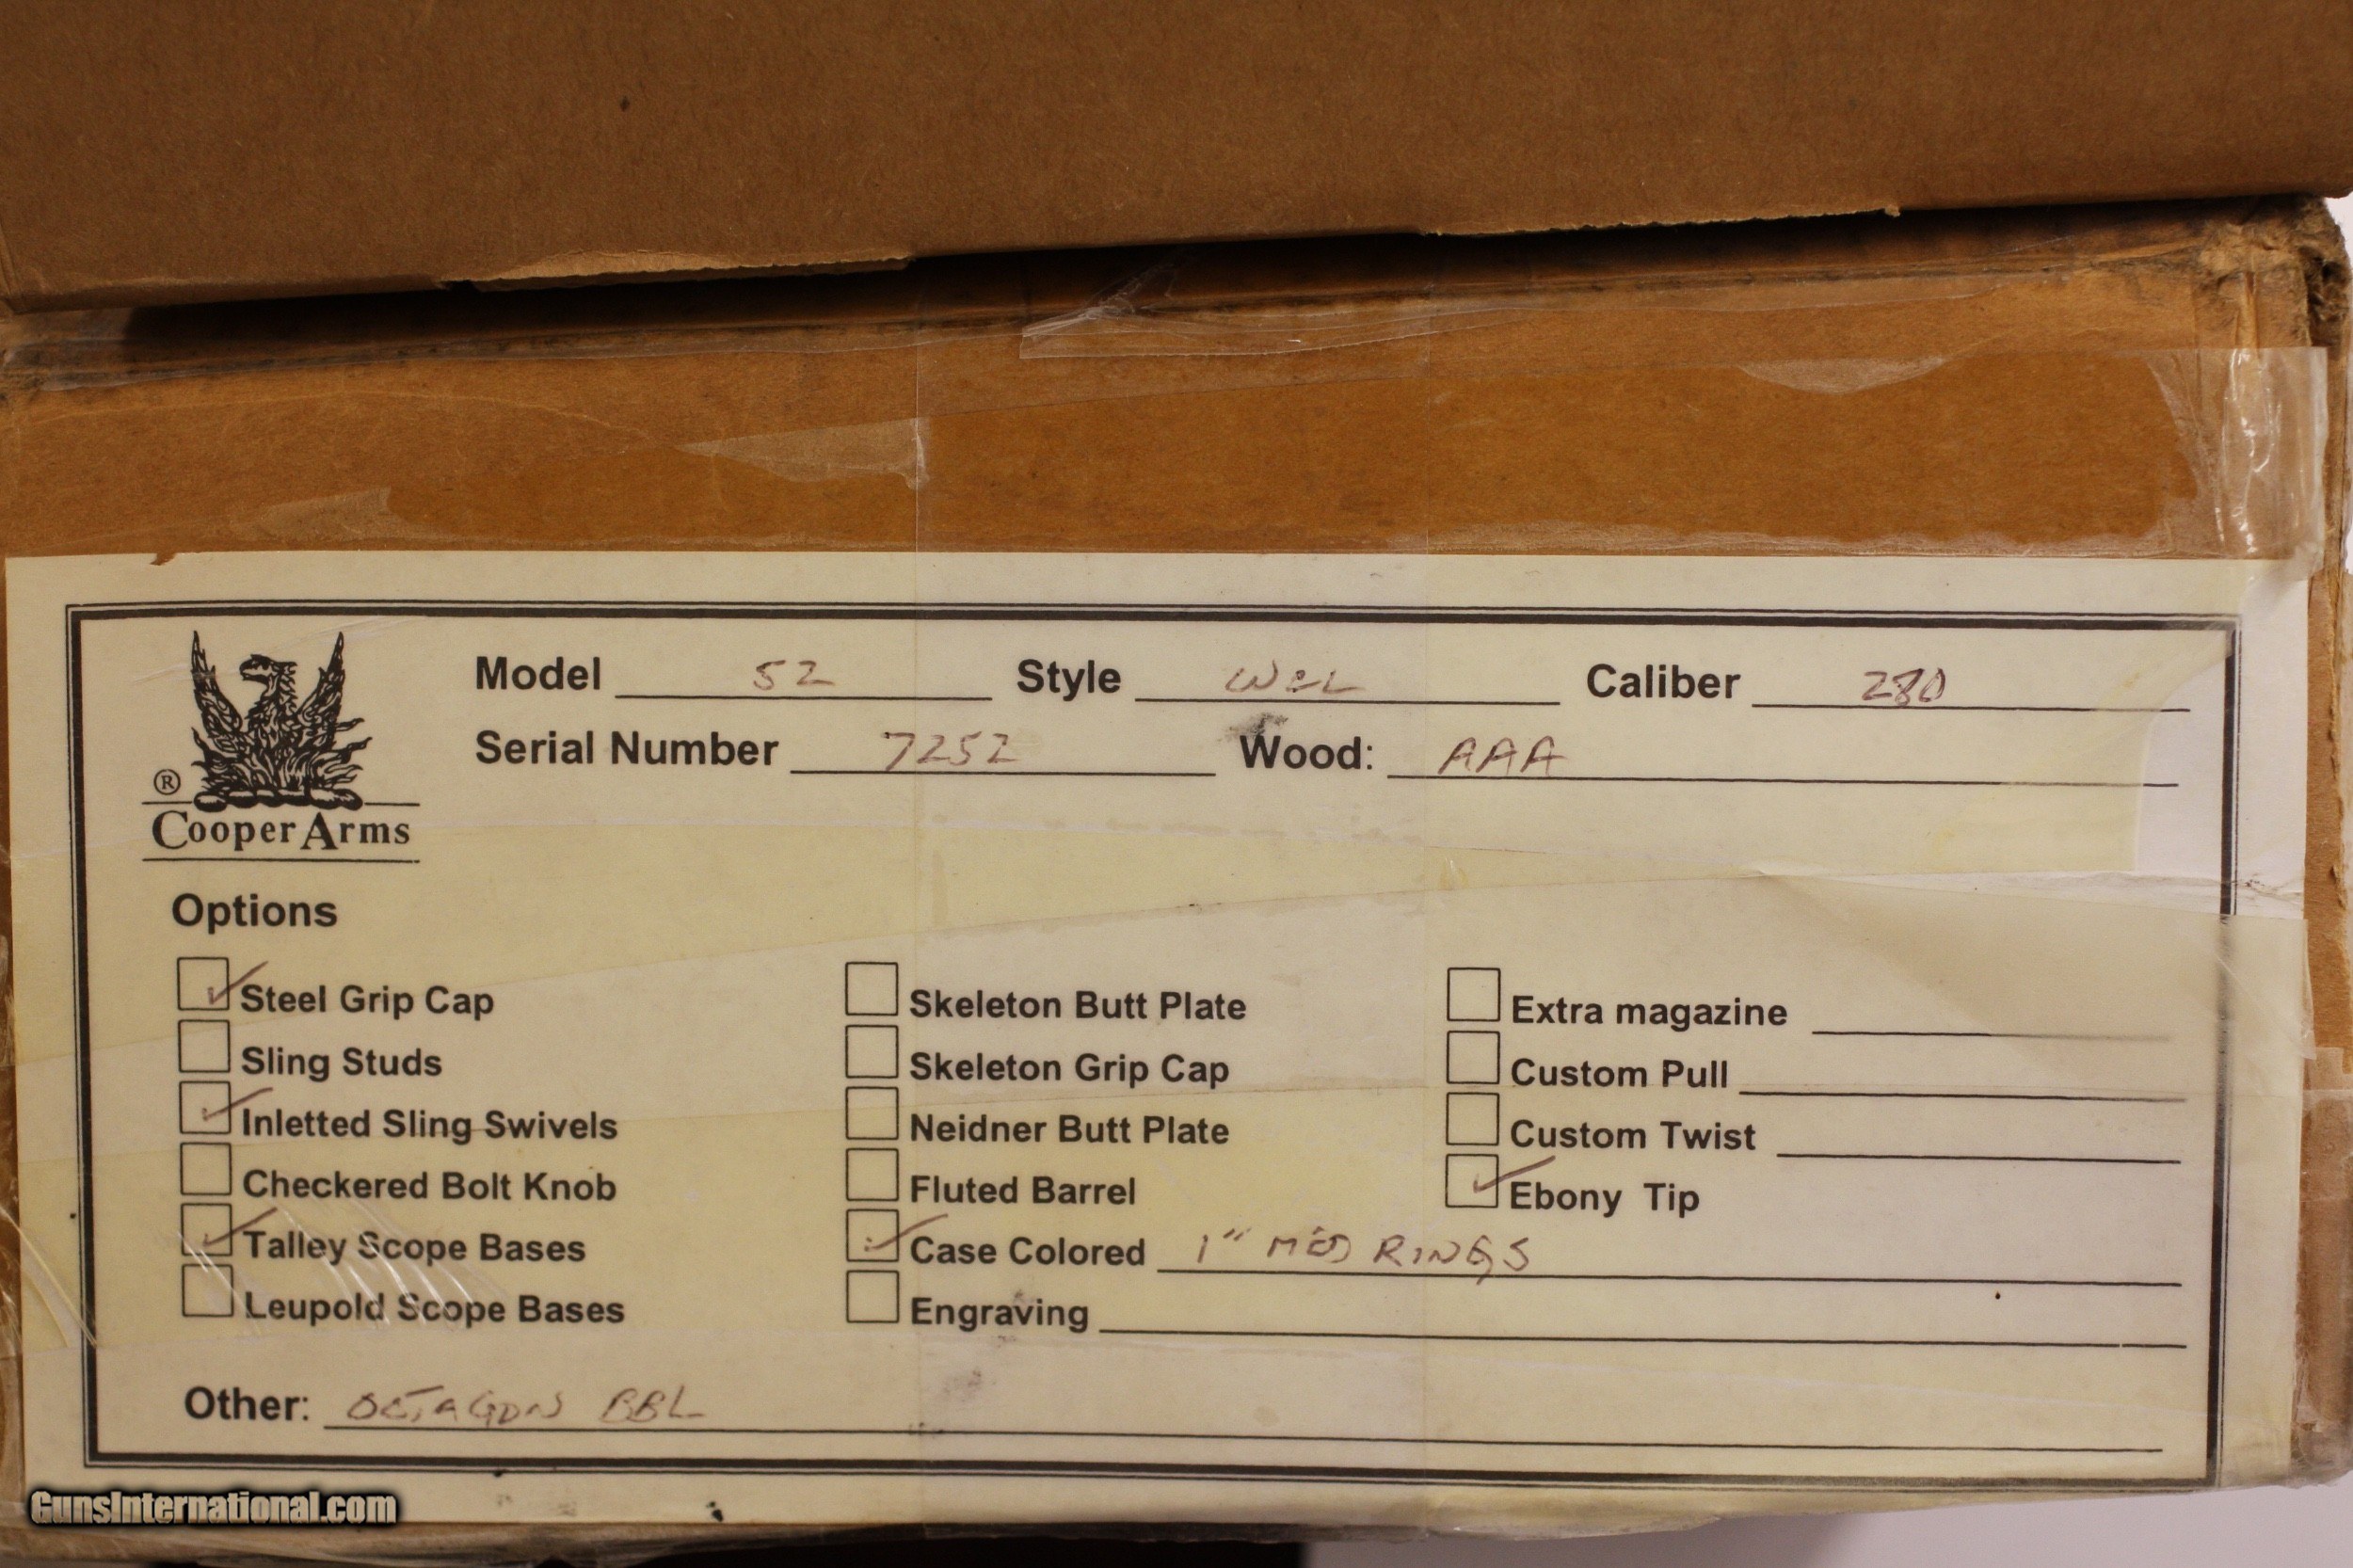 Model 52 Style WCL Caliber 280
Serial Number 7252 Wood: AAA
®
Cooper Arms
Options
Steel Grip Cap
Sling Studs
Inletted Sling Swivels
Checkered Bolt Knob
Talley Scope Bases
Leupold Scope Bases
Skeleton Butt Plate
Skeleton Grip Cap
Neidner Butt Plate
Fluted Barrel
Case Colored 1" MED RINGS
Engraving
Extra magazine
Custom Pull
Custom Twist
Ebony Tip
Other: OCTAGON BBL
GunsInternational.com